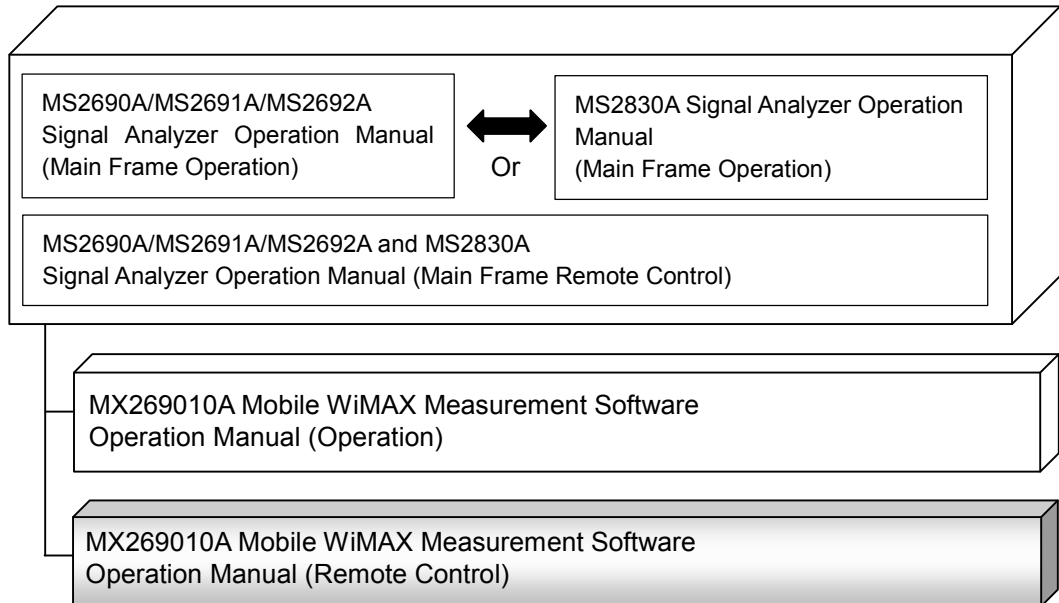 MS2690A/MS2691A/MS2692A
Signal Analyzer Operation Manual
(Main Frame Operation)
Or
MS2830A Signal Analyzer Operation
Manual
(Main Frame Operation)
MS2690A/MS2691A/MS2692A and MS2830A
Signal Analyzer Operation Manual (Main Frame Remote Control)
MX269010A Mobile WiMAX Measurement Software
Operation Manual (Operation)
MX269010A Mobile WiMAX Measurement Software
Operation Manual (Remote Control)